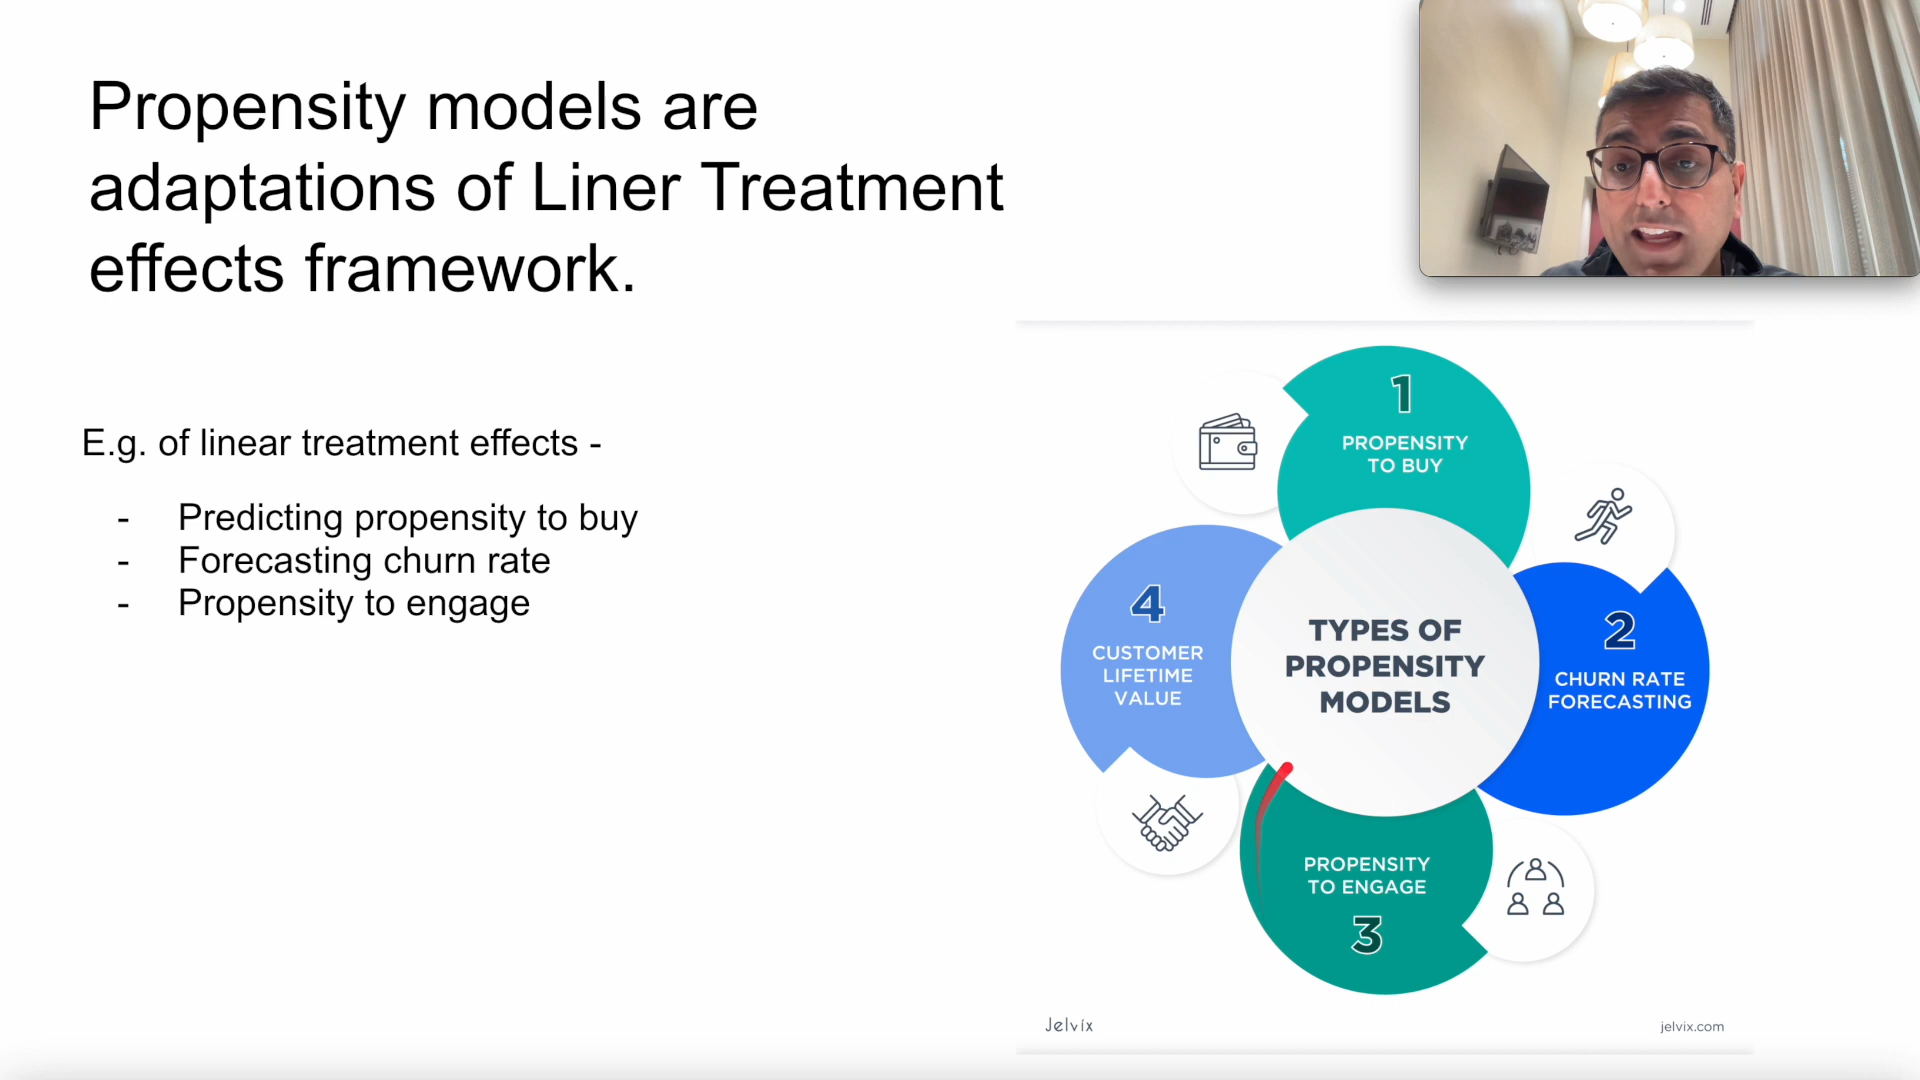 Propensity models are
adaptations of Liner Treatment
effects framework.
E.g. of linear treatment effects -
- Predicting propensity to buy
- Forecasting churn rate
- Propensity to engage
1
PROPENSITY
TO BUY
2
CHURN RATE
FORECASTING
TYPES OF
PROPENSITY
MODELS
4
CUSTOMER
LIFETIME
VALUE
PROPENSITY
TO ENGAGE
3
Jelvix
jelvix.com